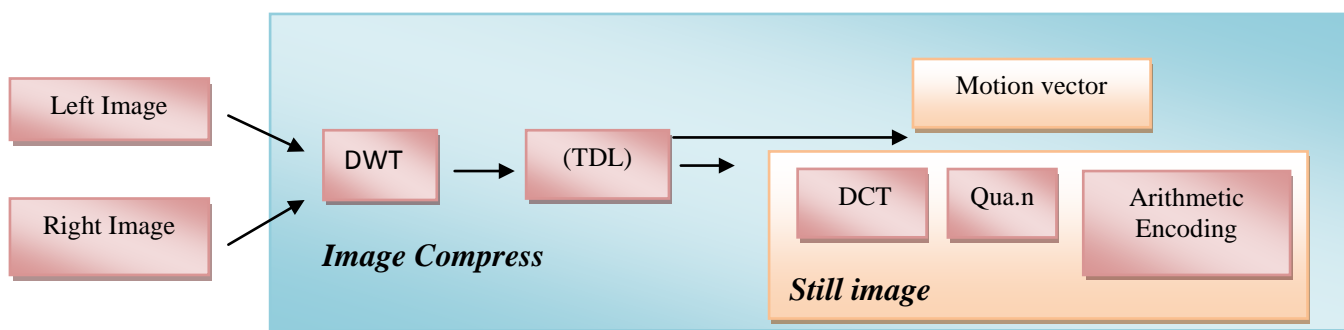 Left Image
Right Image
DWT
(TDL)
Image Compress
Motion vector
DCT
Qua.n
Arithmetic
Encoding
Still image